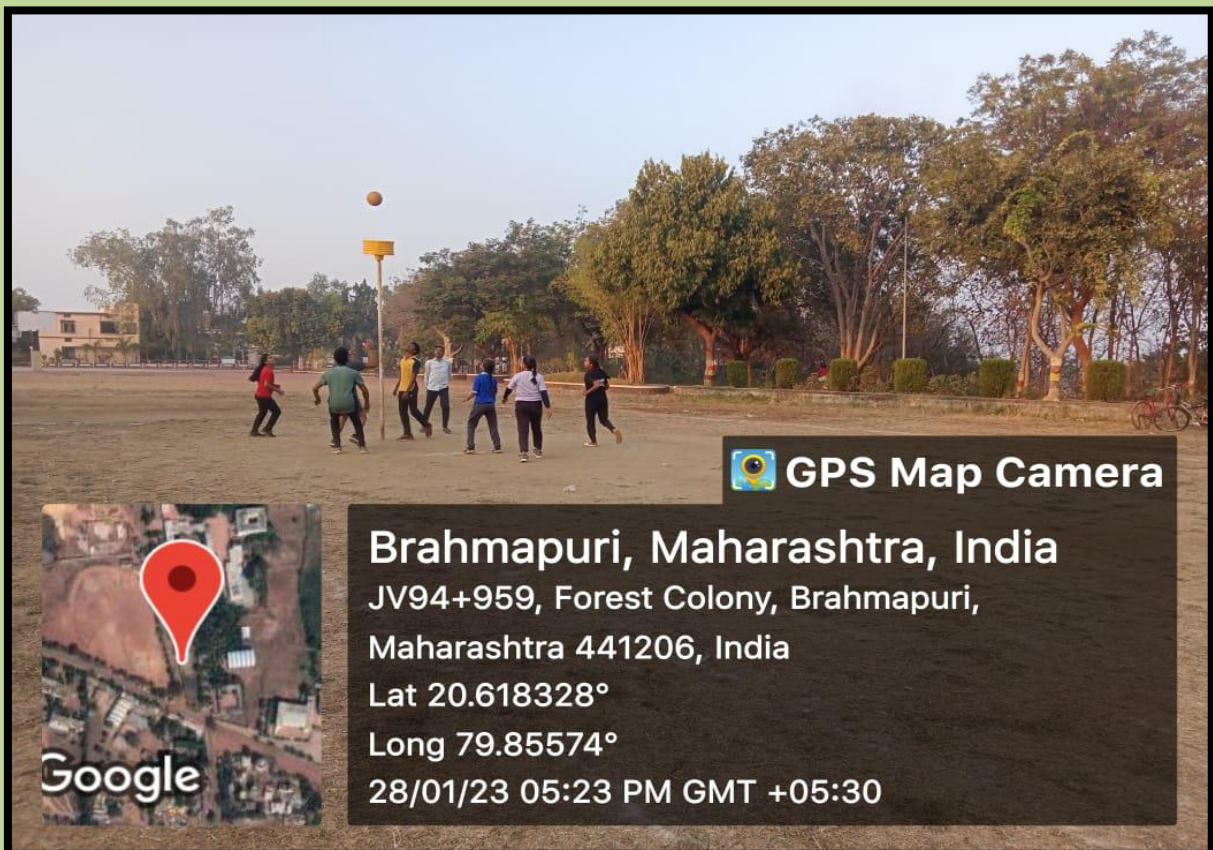 GPS Map Camera
Brahmapuri, Maharashtra, India
JV94+959, Forest Colony, Brahmapuri,
Maharashtra 441206, India
Lat 20.618328°
Long 79.85574°
28/01/23 05:23 PM GMT +05:30
Google